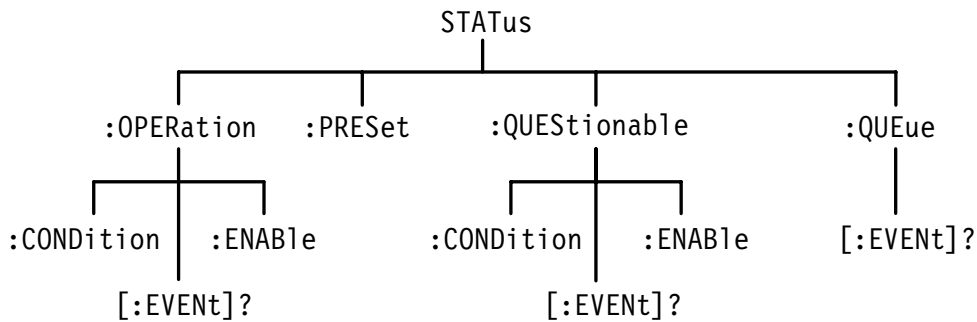 STATus
:OPERation :PRESet :QUEStionable :QUEue
:CONDition :ENABle :CONDition :ENABle [:EVENt]?
[:EVENt]? [:EVENt]?